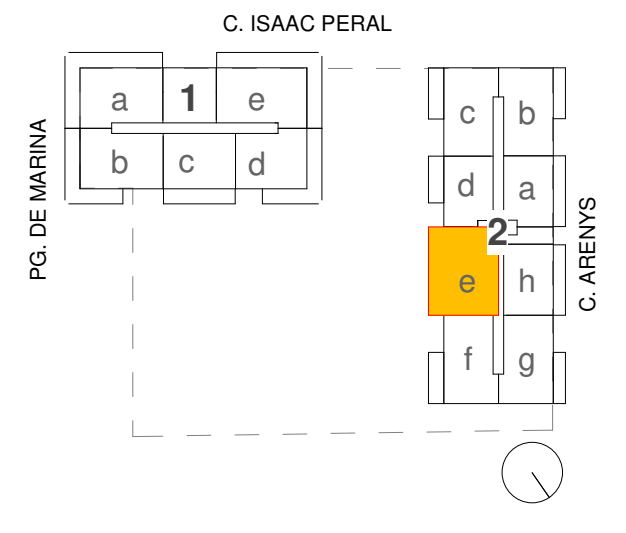 C. ISAAC PERAL
a 1 e
b c d
PG. DE MARINA
c b
d a
2
e h
f g
C. ARENYS